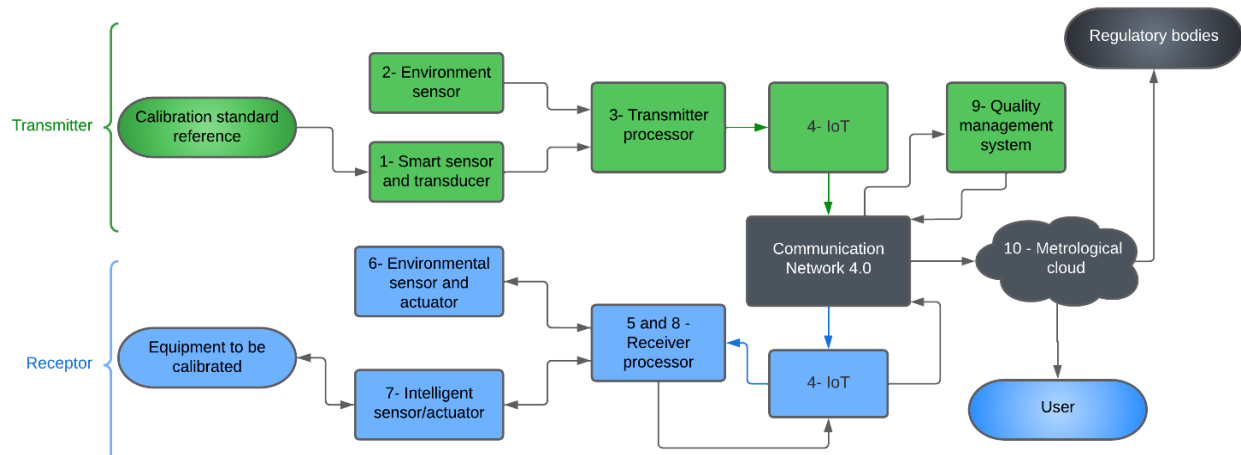 Regulatory bodies
2- Environment
sensor
3- Transmitter
processor
4- IoT
9- Quality
management
system
Transmitter
Calibration standard
reference
1- Smart sensor
and transducer
Communication
Network 4.0
10 - Metrological
cloud
6- Environmental
sensor and
actuator
5 and 8 -
Receiver
processor
Receptor
Equipment to be
calibrated
7- Intelligent
sensor/actuator
4- IoT
User